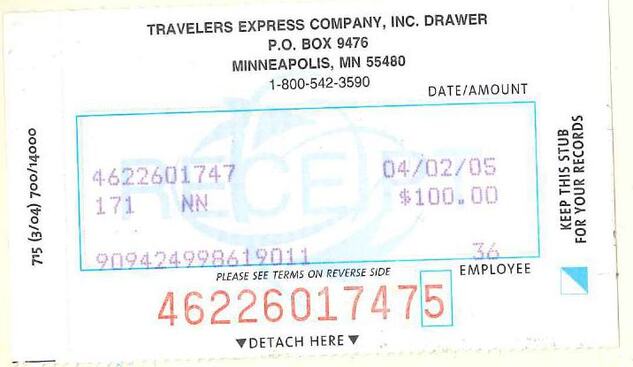 TRAVELERS EXPRESS COMPANY, INC. DRAWER
P.O. BOX 9476
MINNEAPOLIS, MN 55480
1-800-542-3590
DATE/AMOUNT
RECEIPT
4622601747 04/02/05
171 NN $100.00
909424998619011 36
PLEASE SEE TERMS ON REVERSE SIDE EMPLOYEE
46226017475
▼DETACH HERE▼
715 (3/04) 700/14000
KEEP THIS STUB
FOR YOUR RECORDS